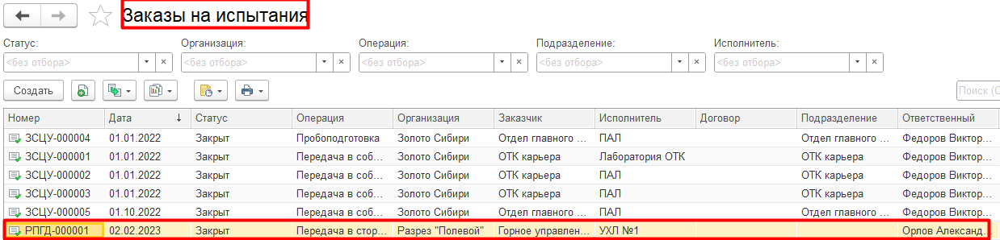 Заказы на испытания
Статус: Организация: Операция: Подразделение: Исполнитель:
<без отбора> <без отбора> <без отбора> <без отбора> <без отбора>
Создать Поиск (С
Номер Дата ↓ Статус Операция Организация Заказчик Исполнитель Договор Подразделение Ответственный
ЗСЦУ-000004 01.01.2022 Закрыт Пробоподготовка Золото Сибири Отдел главного ... ПАЛ Отдел главного ... Федоров Виктор...
ЗСЦУ-000001 01.01.2022 Закрыт Передача в соб... Золото Сибири ОТК карьера Лаборатория ОТК ОТК карьера Федоров Виктор...
ЗСЦУ-000002 01.01.2022 Закрыт Передача в соб... Золото Сибири ОТК карьера ПАЛ ОТК карьера Федоров Виктор...
ЗСЦУ-000003 01.01.2022 Закрыт Передача в соб... Золото Сибири ОТК карьера ПАЛ ОТК карьера Федоров Виктор...
ЗСЦУ-000005 01.10.2022 Закрыт Передача в соб... Золото Сибири Отдел главного ... ПАЛ Отдел главного ... Федоров Виктор...
РПГД-000001 02.02.2023 Закрыт Передача в стор... Разрез "Полевой" Горное управлен... УХЛ №1 Орлов Александ...